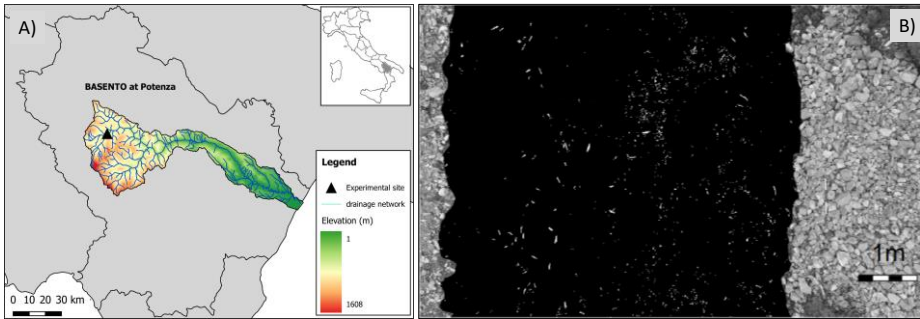 A)
BASENTO at Potenza
Legend
Experimental site
drainage network
Elevation (m)
1
1608
0 10 20 30 km
B)
1m